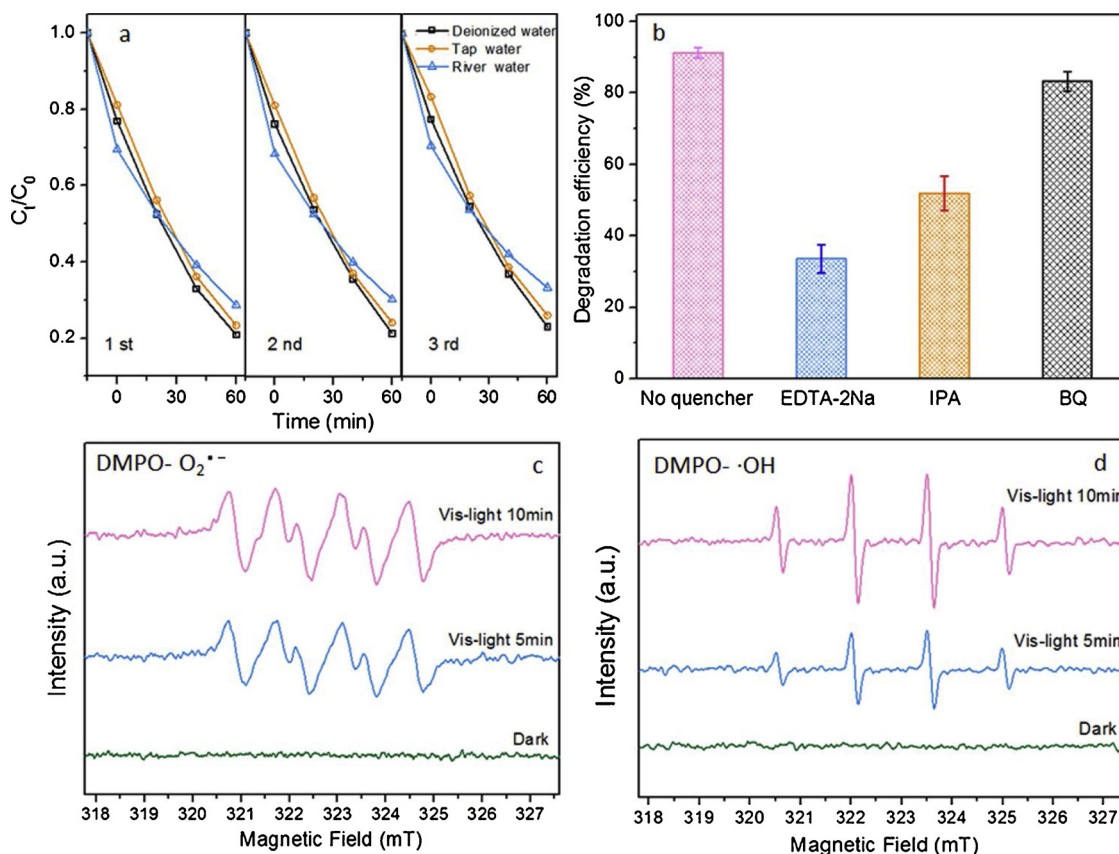 a
Deionized water
Tap water
River water
1.0
0.8
0.6
0.4
0.2
C_t/C_0
1 st
2 nd
3 rd
0 30 60 0 30 60 0 30 60
Time (min)
b
Degradation efficiency (%)
80
60
40
20
0
No quencher EDTA-2Na IPA BQ
DMPO- O₂•−
c
Vis-light 10min
Vis-light 5min
Dark
Intensity (a.u.)
318 319 320 321 322 323 324 325 326 327
Magnetic Field (mT)
DMPO- ·OH
d
Vis-light 10min
Vis-light 5min
Dark
Intensity (a.u.)
318 319 320 321 322 323 324 325 326 327
Magnetic Field (mT)